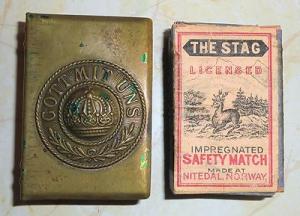 GOTT MIT UNS
THE STAG
LICENSED
IMPREGNATED
SAFETY MATCH
MADE AT
NITEDAL, NORWAY.